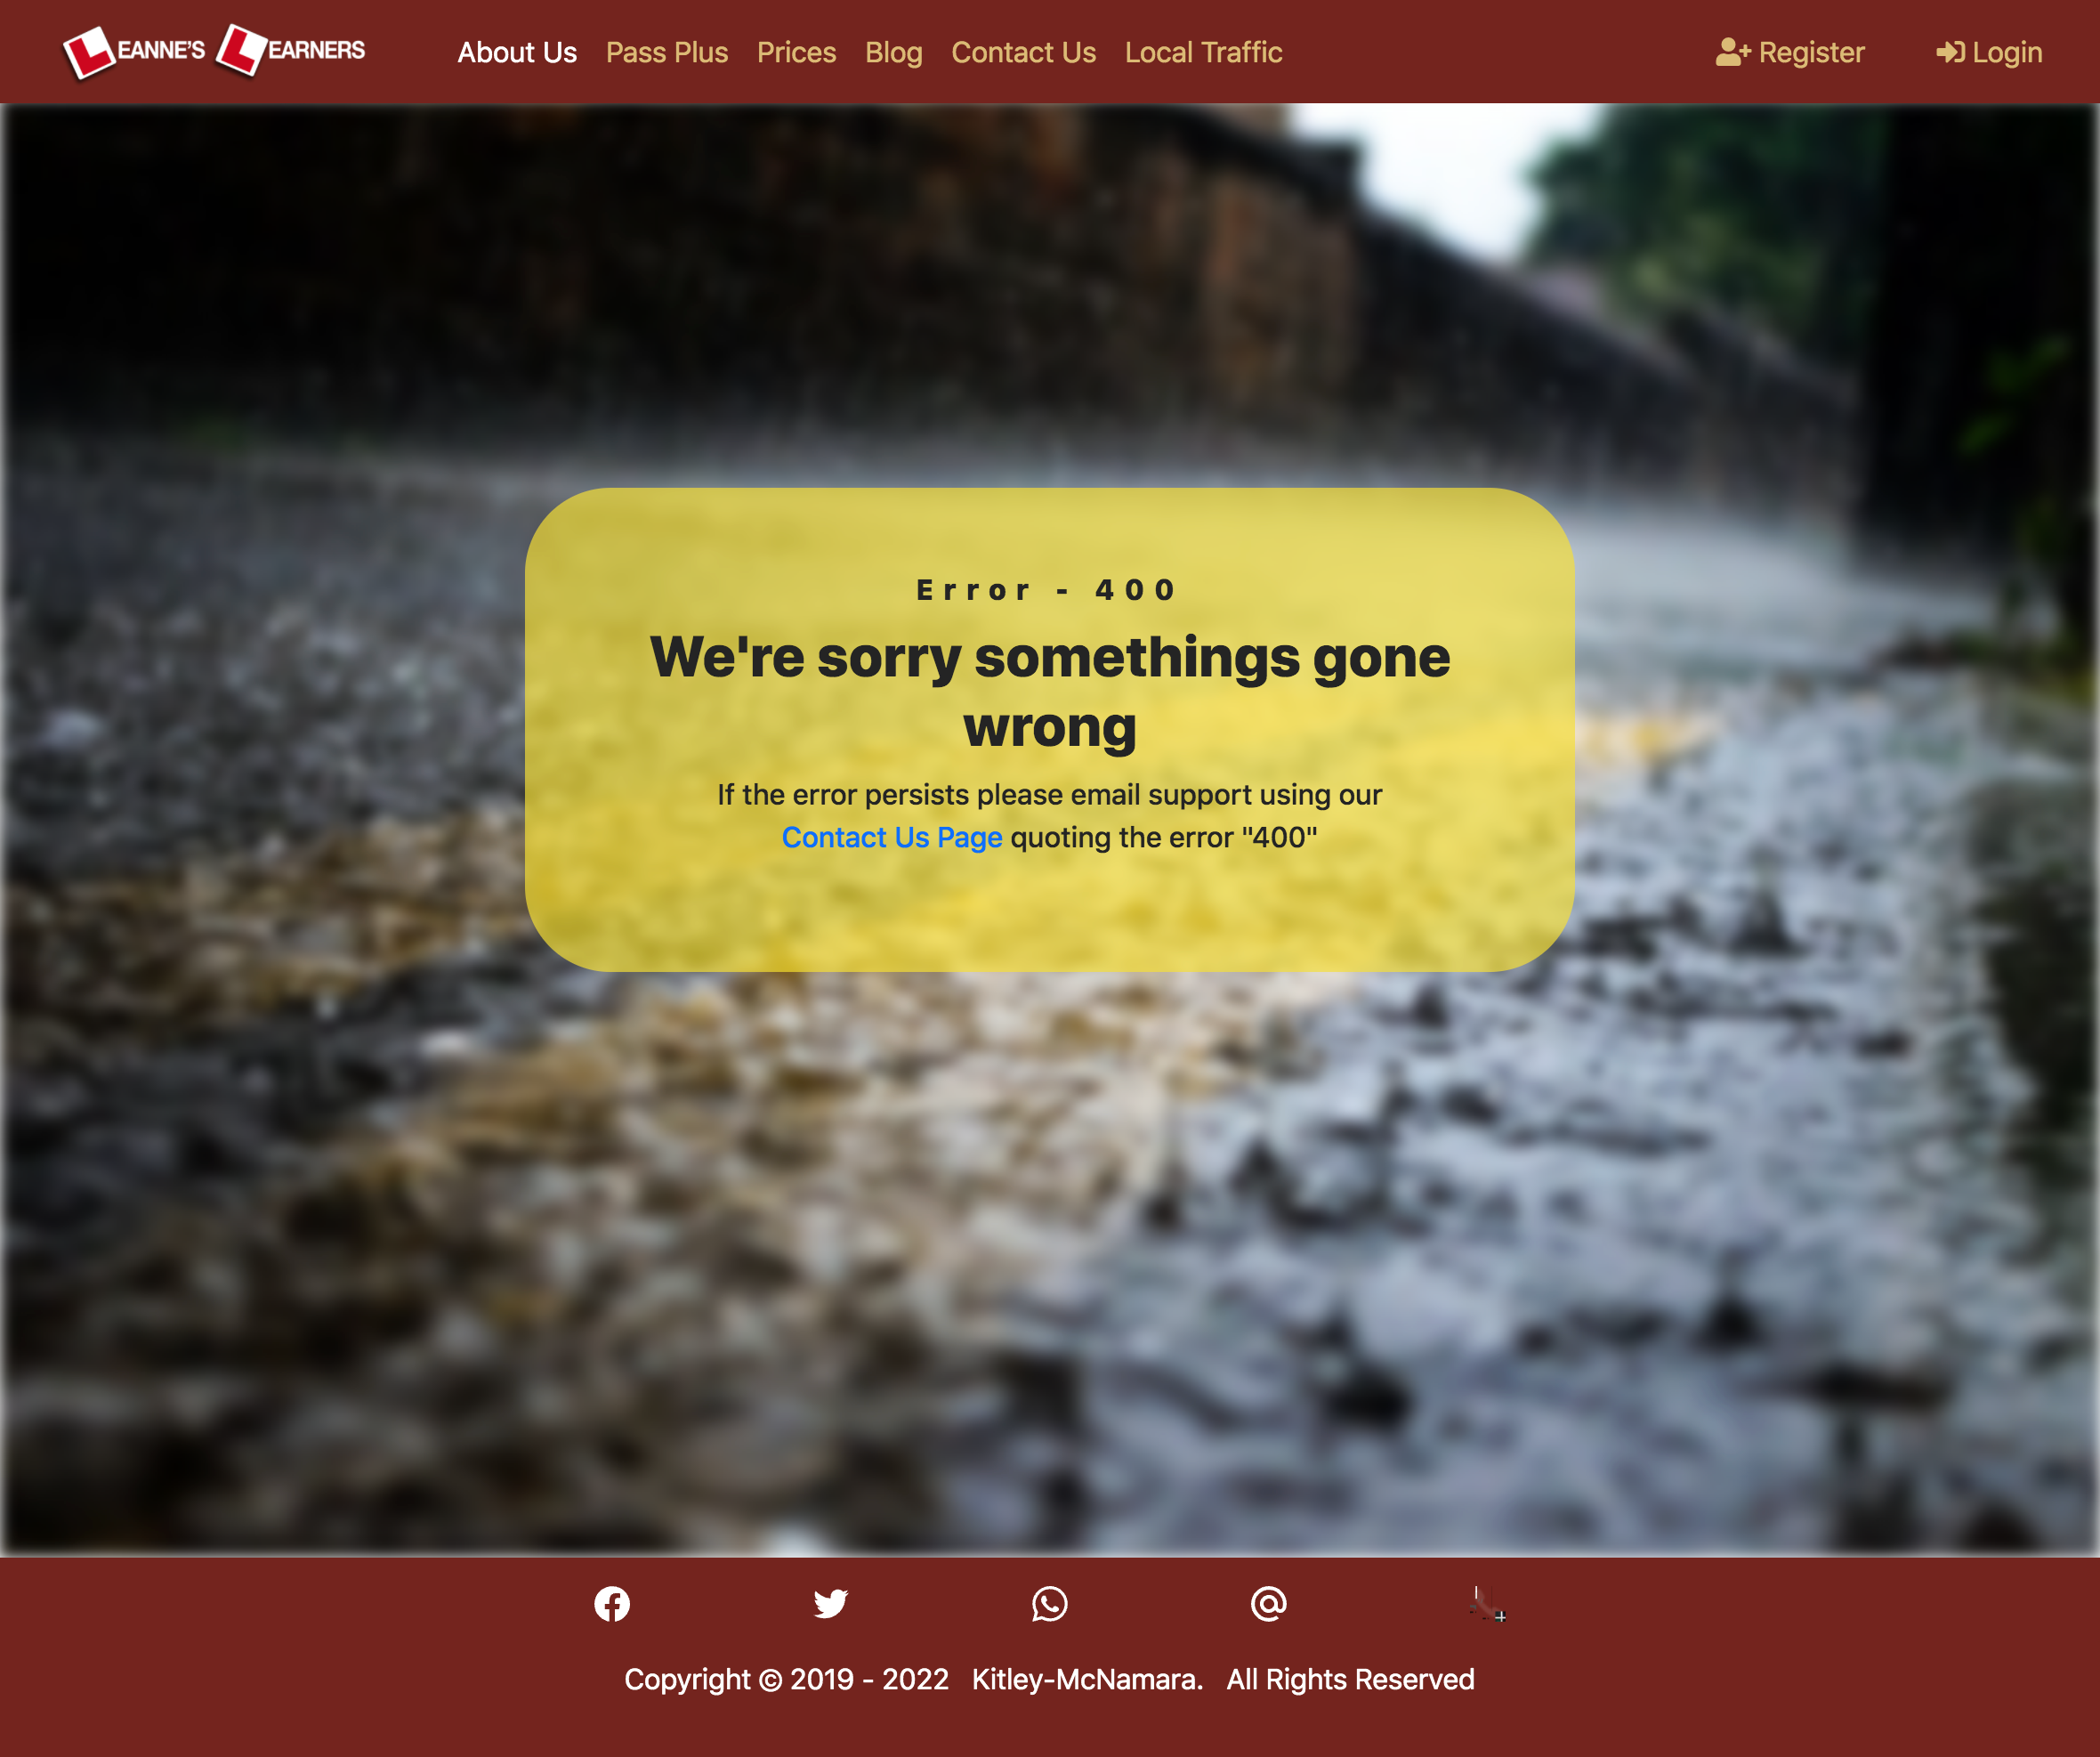 LEANNE'S LEARNERS
About Us Pass Plus Prices Blog Contact Us Local Traffic Register Login
Error - 400
We're sorry somethings gone
wrong
If the error persists please email support using our
Contact Us Page quoting the error "400"
Copyright © 2019 - 2022 Kitley-McNamara. All Rights Reserved